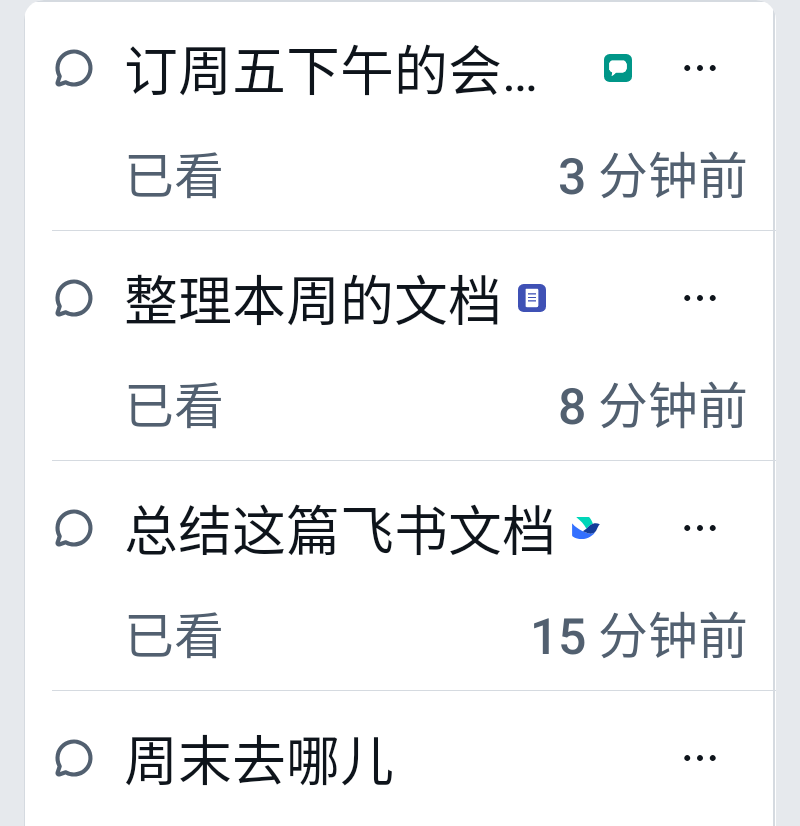 订周五下午的会...
已看 3 分钟前
整理本周的文档
已看 8 分钟前
总结这篇飞书文档
已看 15 分钟前
周末去哪儿